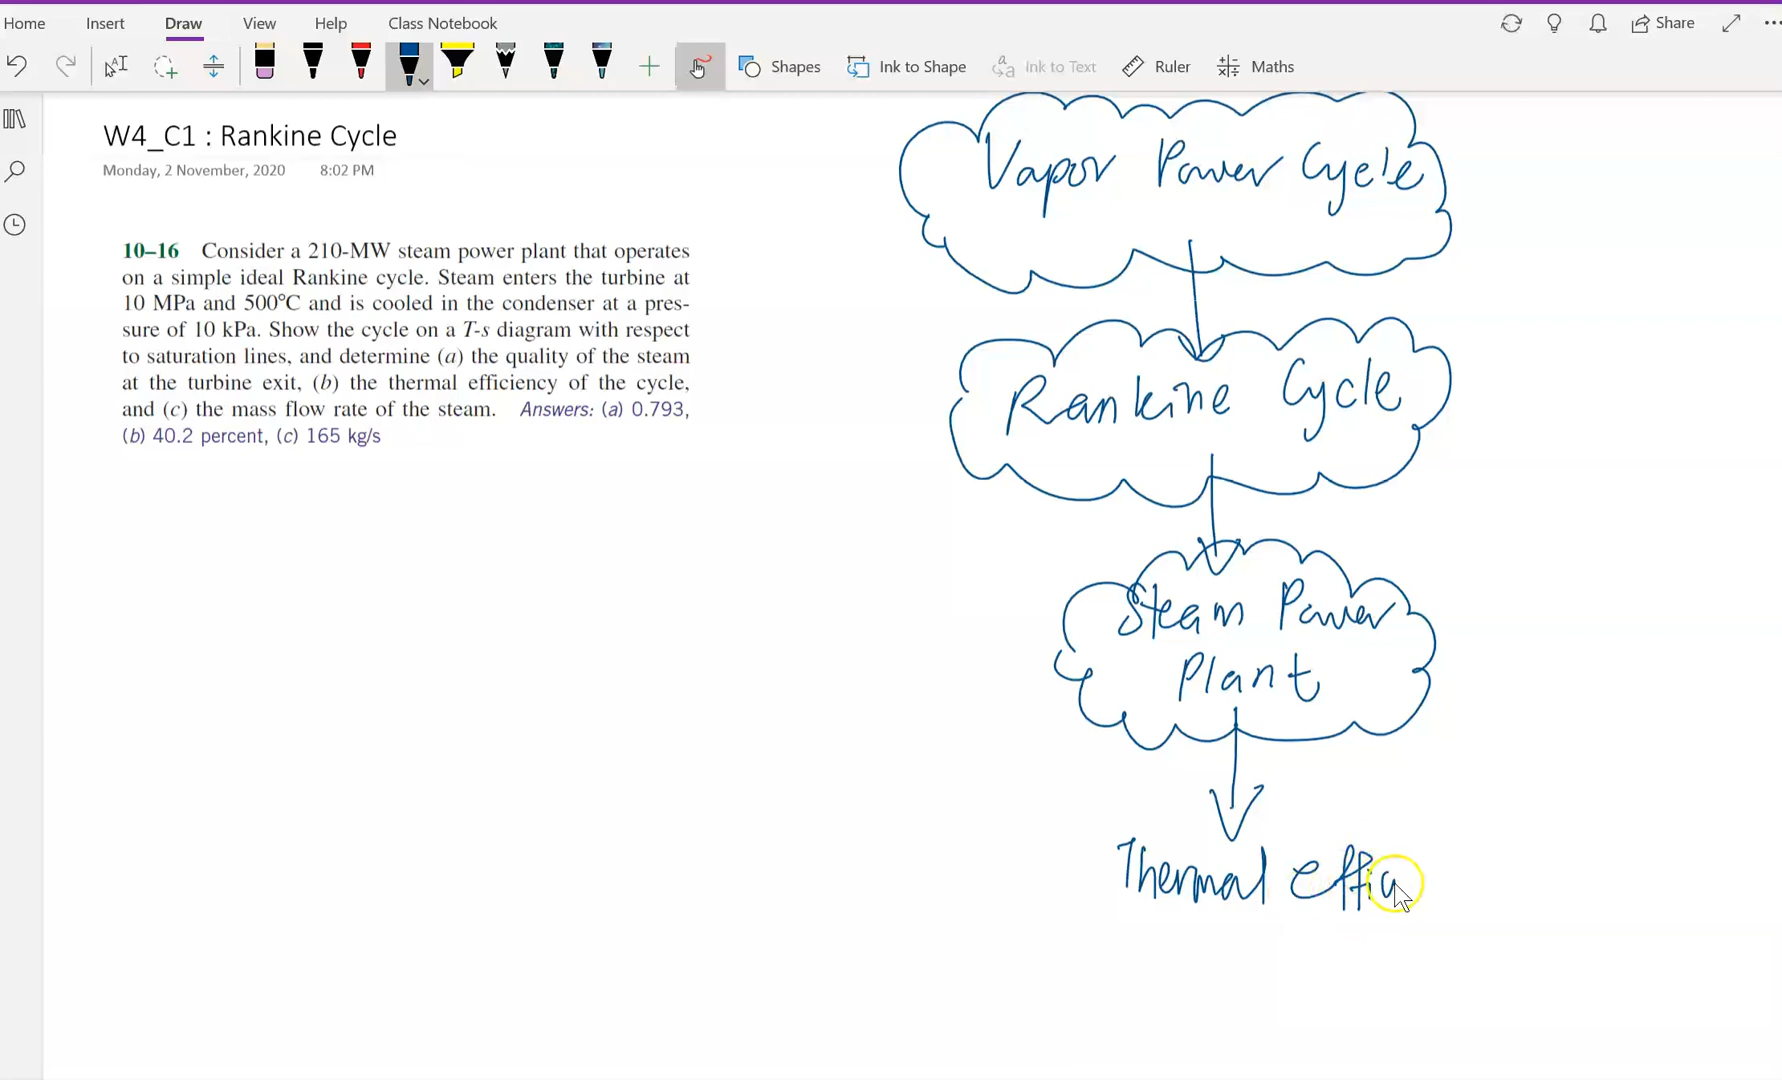 Home Insert Draw View Help Class Notebook Share
Shapes Ink to Shape Ink to Text Ruler Maths
W4_C1 : Rankine Cycle
Monday, 2 November, 2020 8:02 PM
10–16 Consider a 210-MW steam power plant that operates
on a simple ideal Rankine cycle. Steam enters the turbine at
10 MPa and 500°C and is cooled in the condenser at a pres-
sure of 10 kPa. Show the cycle on a T-s diagram with respect
to saturation lines, and determine (a) the quality of the steam
at the turbine exit, (b) the thermal efficiency of the cycle,
and (c) the mass flow rate of the steam. Answers: (a) 0.793,
(b) 40.2 percent, (c) 165 kg/s
Vapor Power Cycle
Rankine Cycle
Steam Power
Plant
Thermal